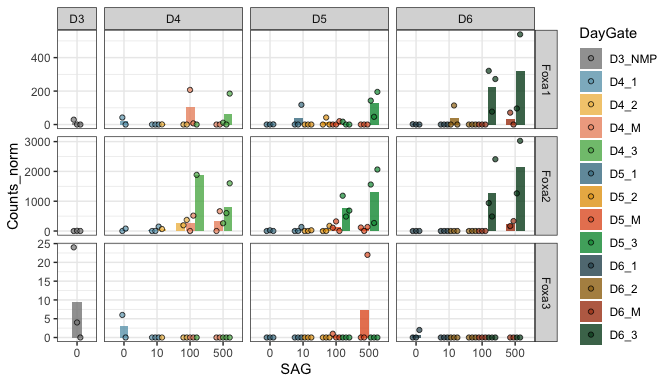 D3 D4 D5 D6
DayGate
D3_NMP
D4_1
D4_2
D4_M
D4_3
D5_1
D5_2
D5_M
D5_3
D6_1
D6_2
D6_M
D6_3
Counts_norm
400
200
0
Foxa1
3000
2000
1000
0
Foxa2
25
20
15
10
5
0
Foxa3
0 0 10 100 500 0 10 100 500 0 10 100 500
SAG